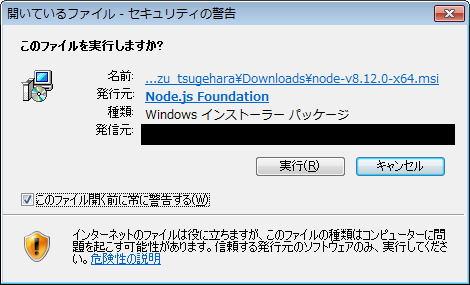 開いているファイル - セキュリティの警告
このファイルを実行しますか?
名前: ...zu_tsugehara¥Downloads¥node-v8.12.0-x64.msi
発行元: Node.js Foundation
種類: Windows インストーラー パッケージ
発信元:
実行(R) キャンセル
このファイル開く前に常に警告する(W)
インターネットのファイルは役に立ちますが、このファイルの種類はコンピューターに問
題を起こす可能性があります。信頼する発行元のソフトウェアのみ、実行してくださ
い。危険性の説明